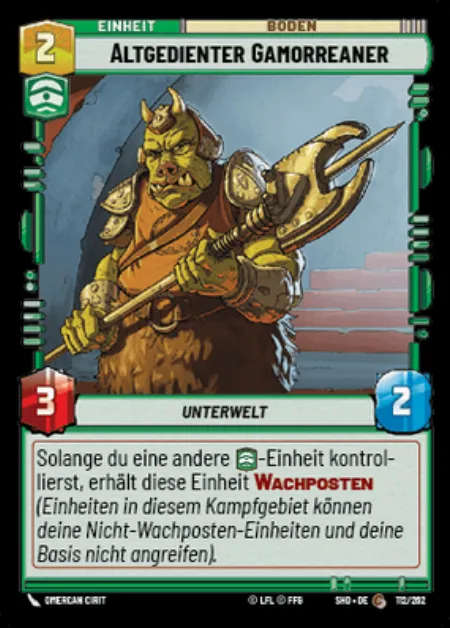 EINHEIT
BODEN
2
ALTGEDIENTER GAMORREANER
3
UNTERWELT
2
Solange du eine andere -Einheit kontrol-
lierst, erhält diese Einheit WACHPOSTEN
(Einheiten in diesem Kampfgebiet können
deine Nicht-Wachposten-Einheiten und deine
Basis nicht angreifen).
OMERCAN CIRIT
© LFL © FFG
SHD • DE
112/262